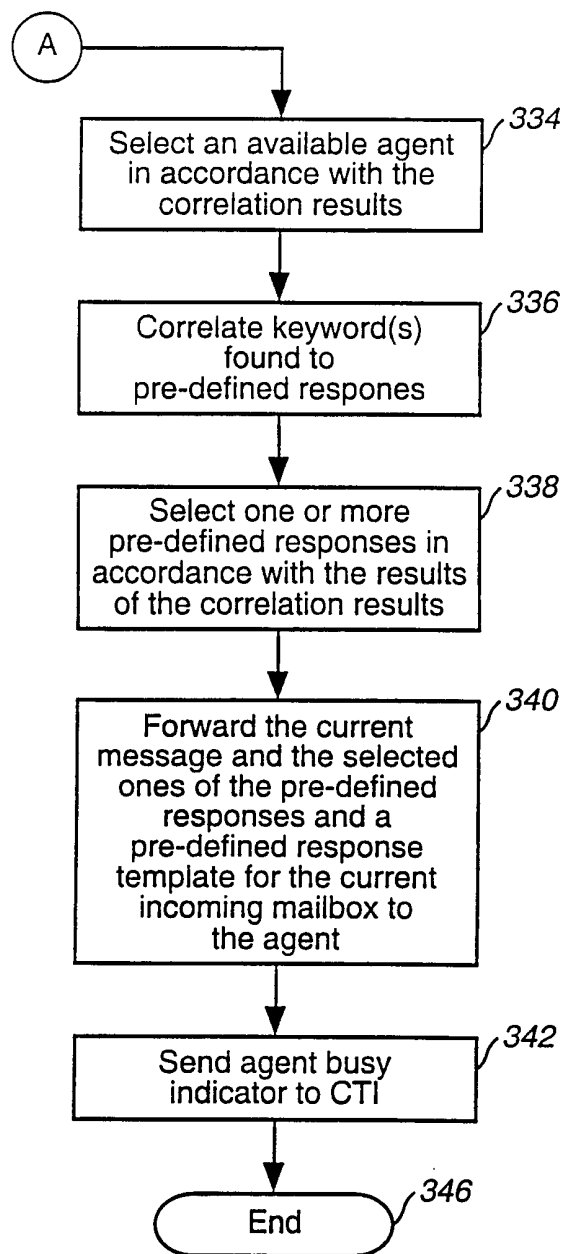 A
334
Select an available agent
in accordance with the
correlation results
336
Correlate keyword(s)
found to
pre-defined respones
338
Select one or more
pre-defined responses in
accordance with the results
of the correlation results
340
Forward the current
message and the selected
ones of the pre-defined
responses and a
pre-defined response
template for the current
incoming mailbox to
the agent
342
Send agent busy
indicator to CTI
346
End